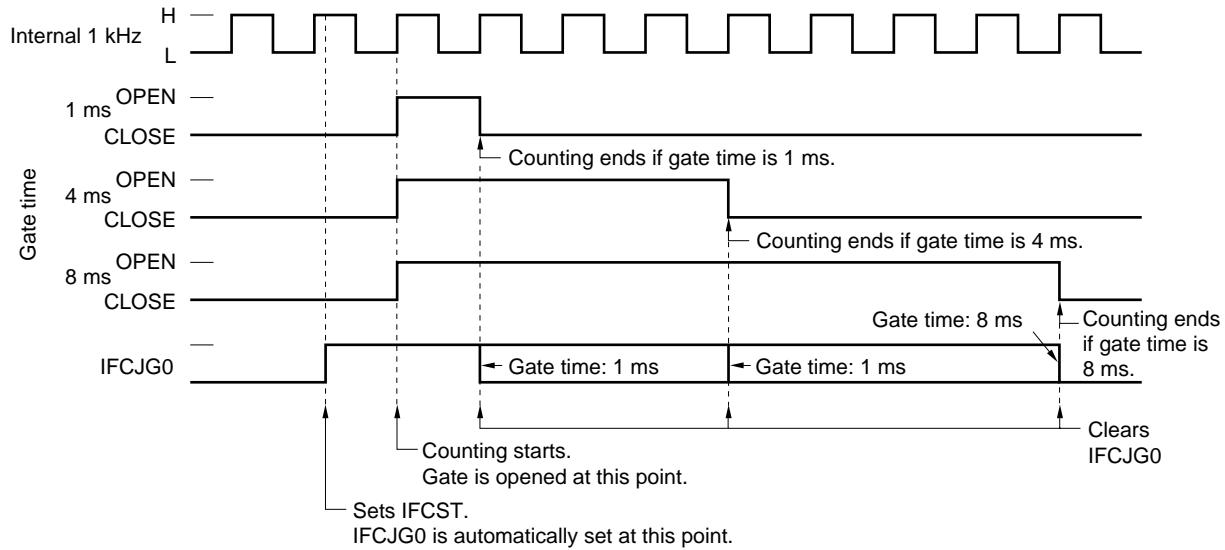 H
Internal 1 kHz
L
OPEN
1 ms
CLOSE
Counting ends if gate time is 1 ms.
OPEN
4 ms
CLOSE
Counting ends if gate time is 4 ms.
Gate time
OPEN
8 ms
CLOSE
Gate time: 8 ms
Counting ends
if gate time is
8 ms.
IFCJG0
Gate time: 1 ms
Gate time: 1 ms
Counting starts.
Gate is opened at this point.
Clears
IFCJG0
Sets IFCST.
IFCJG0 is automatically set at this point.